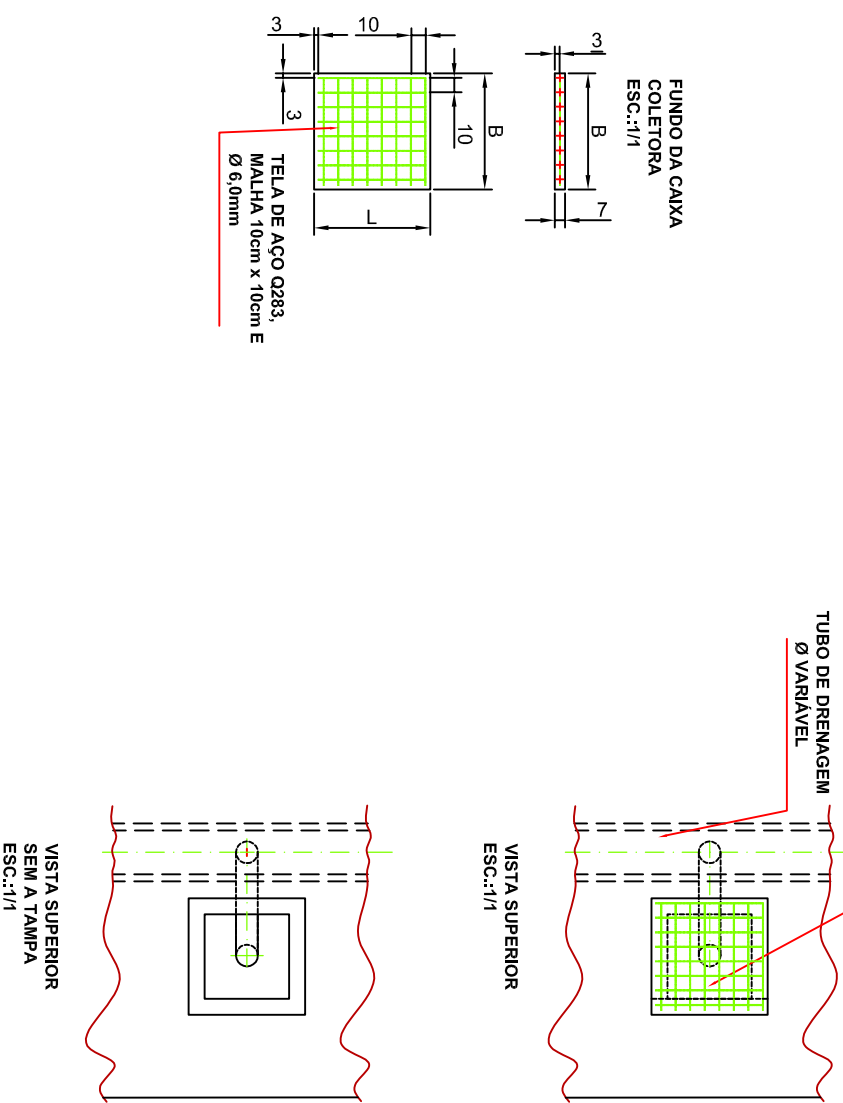 FUNDO DA CAIXA
COLETORA
ESC.:1/1
3
B
7
3
10
B
10
3
L
TELA DE AÇO Q283,
MALHA 10cm x 10cm E
Ø 6,0mm
TUBO DE DRENAGEM
Ø VARIÁVEL
VISTA SUPERIOR
ESC.:1/1
VISTA SUPERIOR
SEM A TAMPA
ESC.:1/1